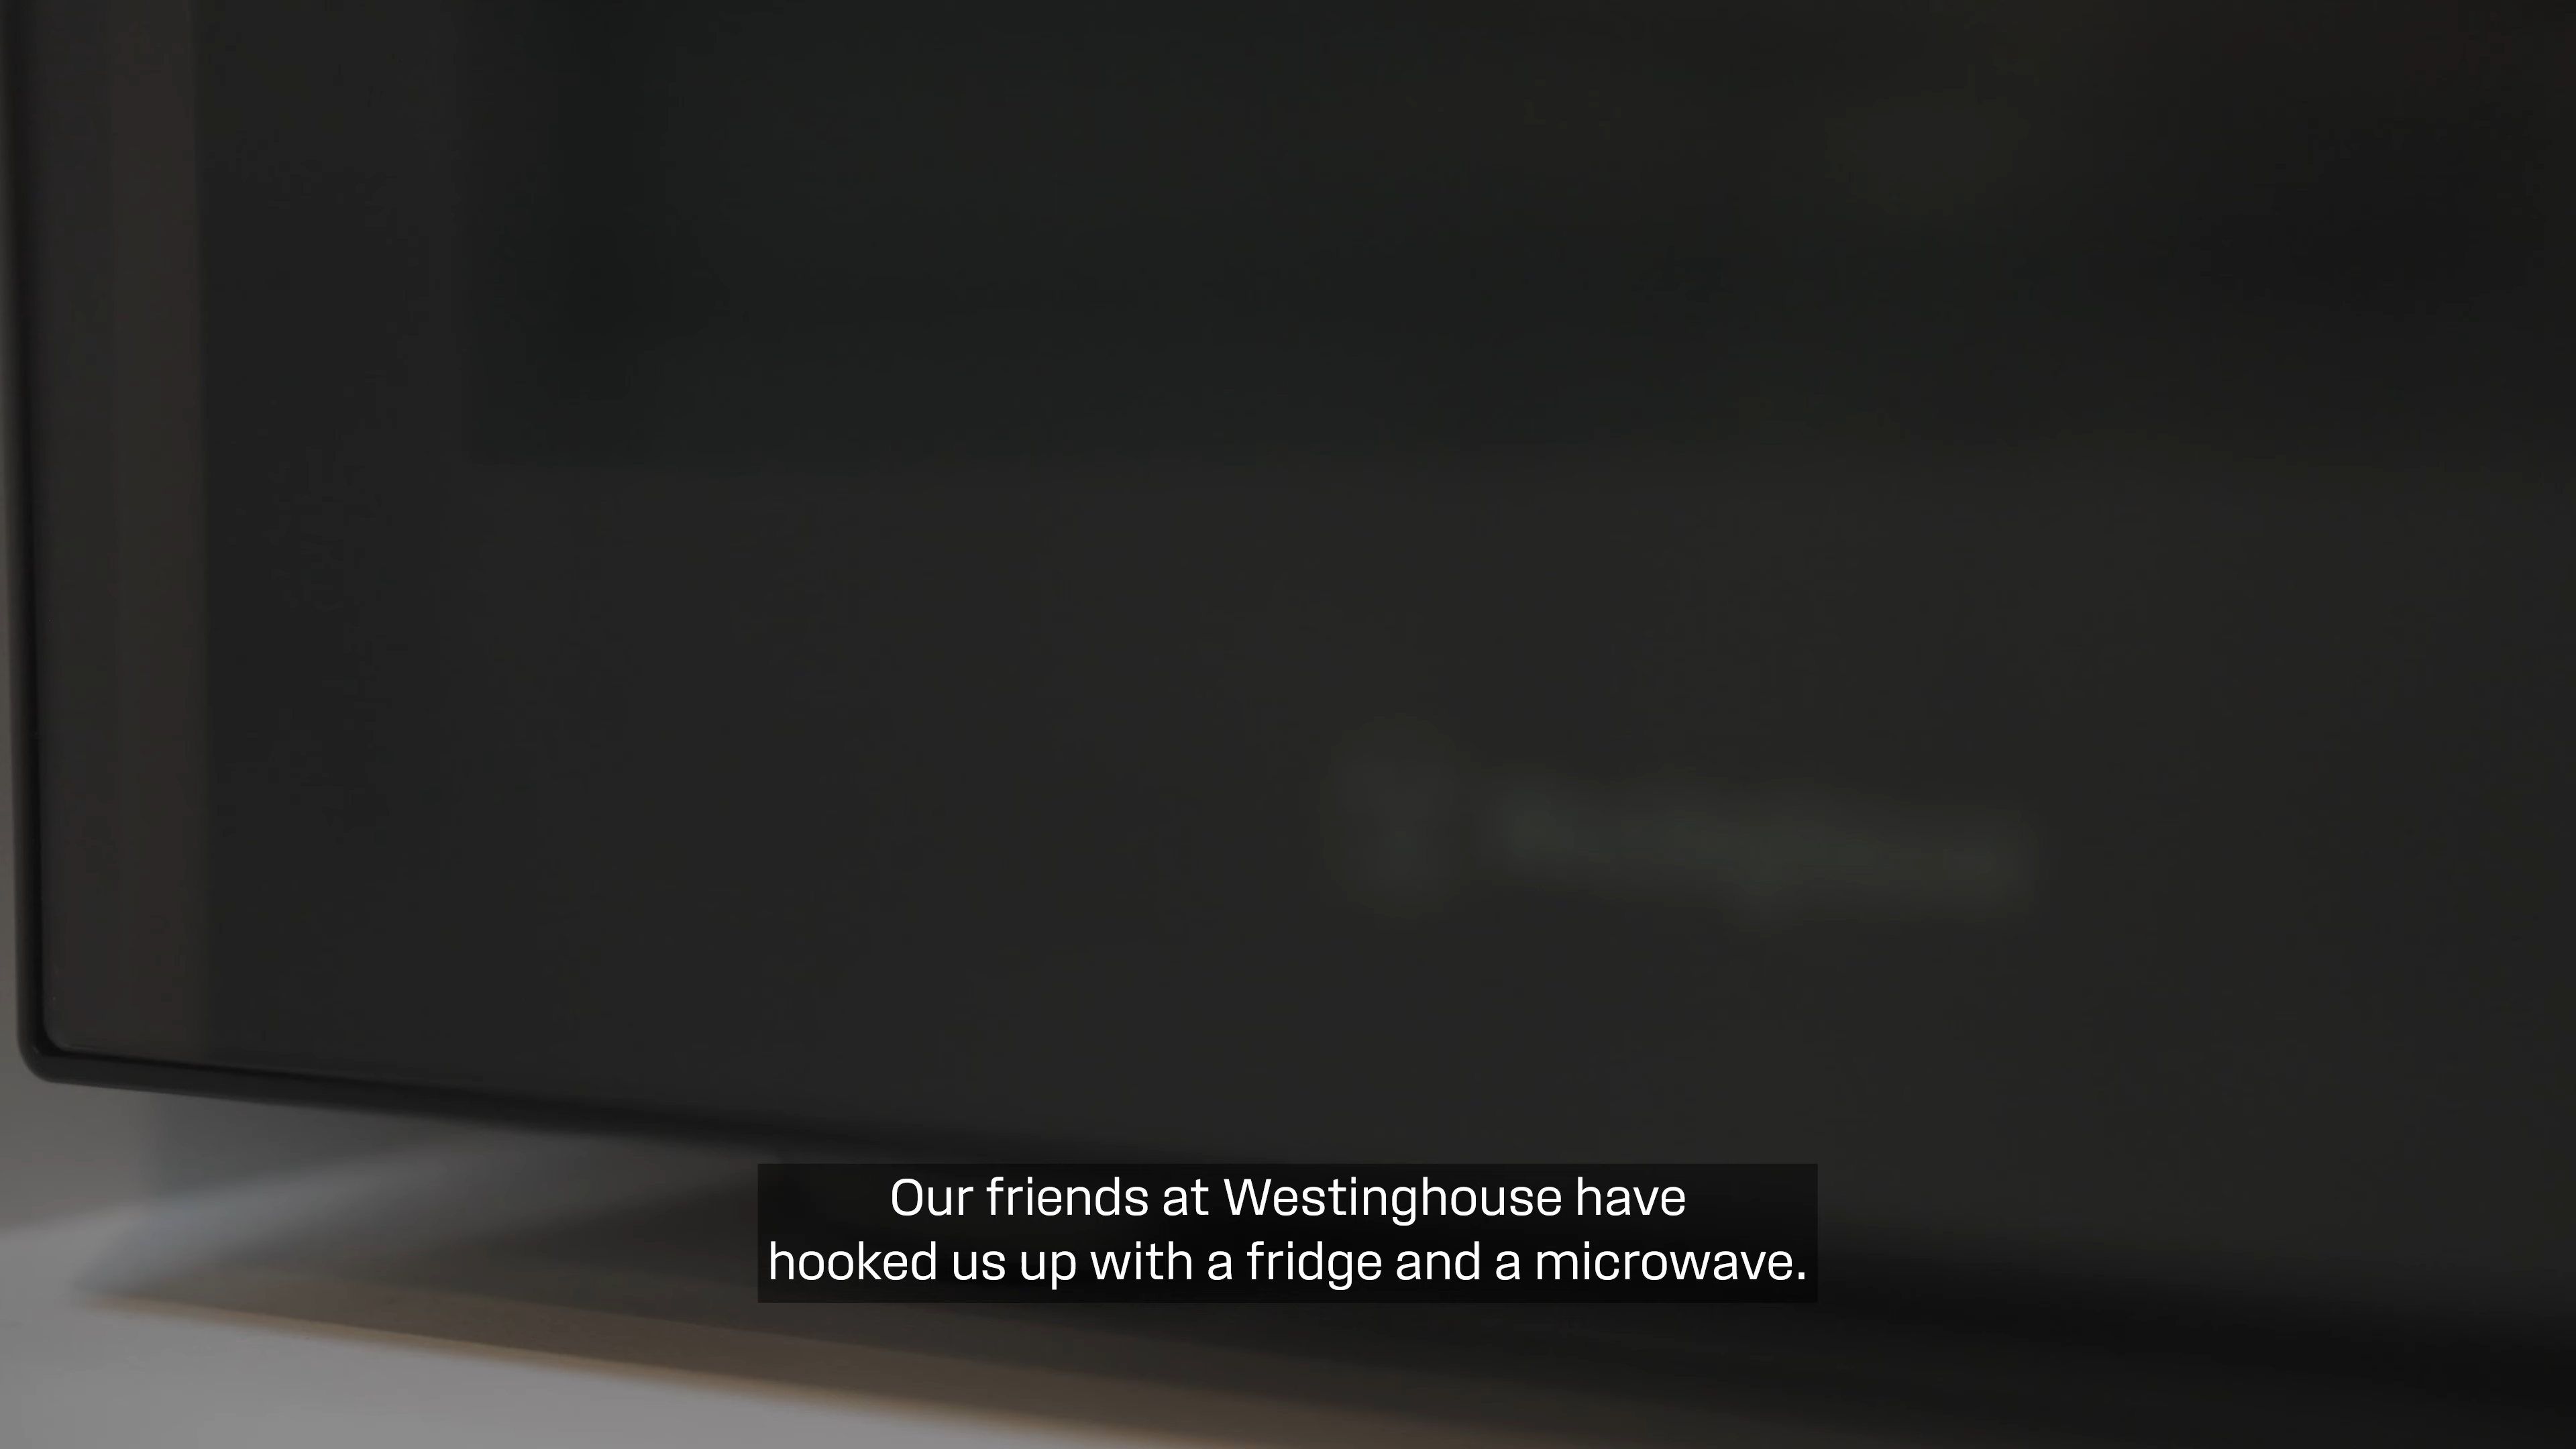 Our friends at Westinghouse have
hooked us up with a fridge and a microwave.